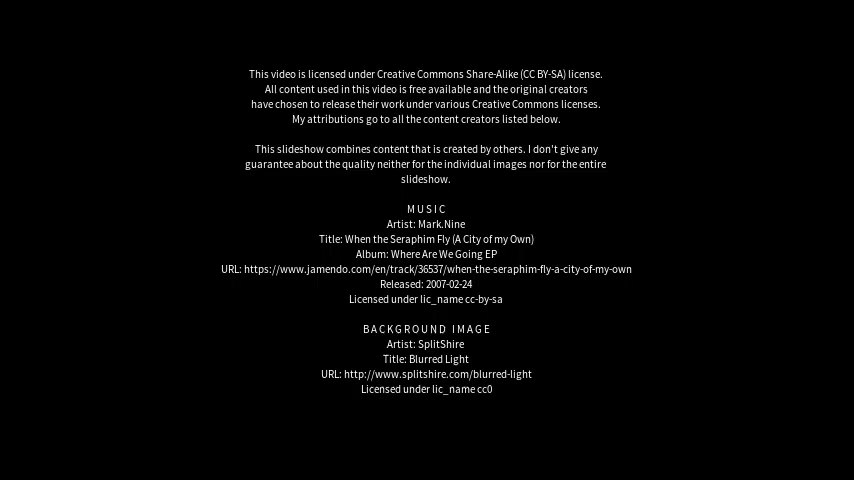 This video is licensed under Creative Commons Share-Alike (CC BY-SA) license.
All content used in this video is free available and the original creators
have chosen to release their work under various Creative Commons licenses.
My attributions go to all the content creators listed below.
This slideshow combines content that is created by others. I don't give any
guarantee about the quality neither for the individual images nor for the entire
slideshow.
M U S I C
Artist: Mark.Nine
Title: When the Seraphim Fly (A City of my Own)
Album: Where Are We Going EP
URL: https://www.jamendo.com/en/track/36537/when-the-seraphim-fly-a-city-of-my-own
Released: 2007-02-24
Licensed under lic_name cc-by-sa
B A C K G R O U N D  I M A G E
Artist: SplitShire
Title: Blurred Light
URL: http://www.splitshire.com/blurred-light
Licensed under lic_name cc0